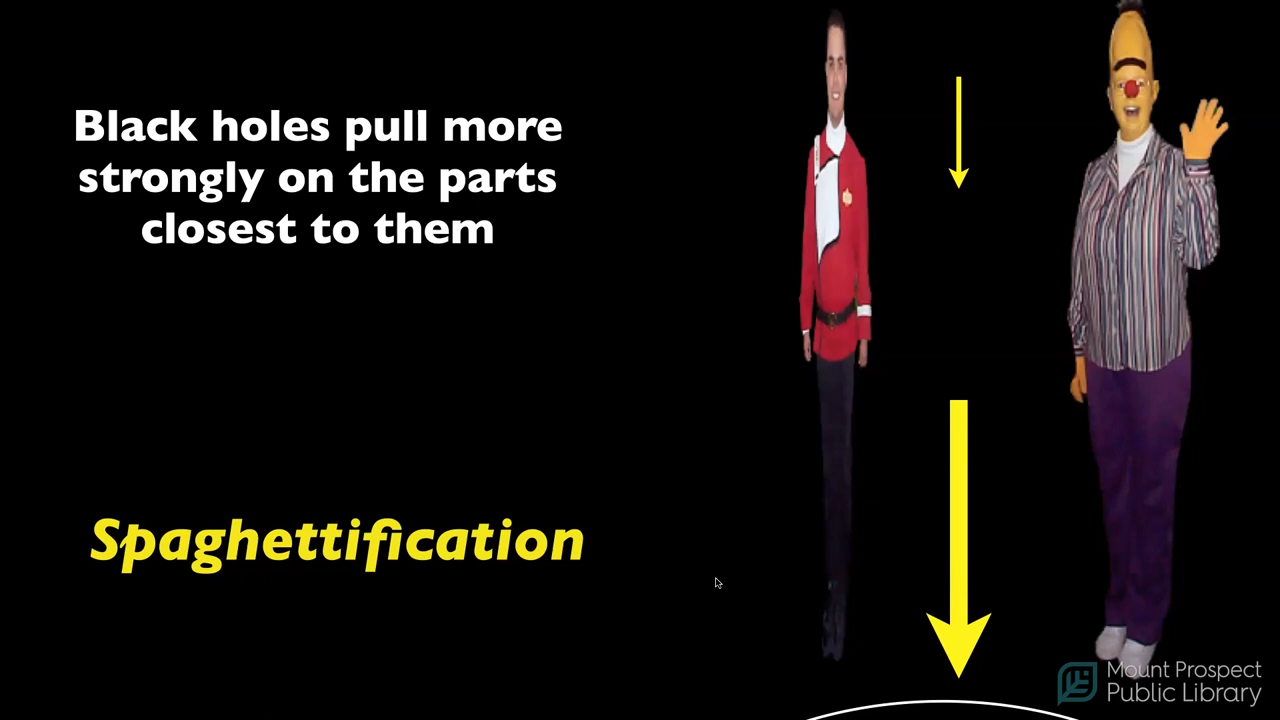 Black holes pull more
strongly on the parts
closest to them
Spaghettification
Mount Prospect
Public Library